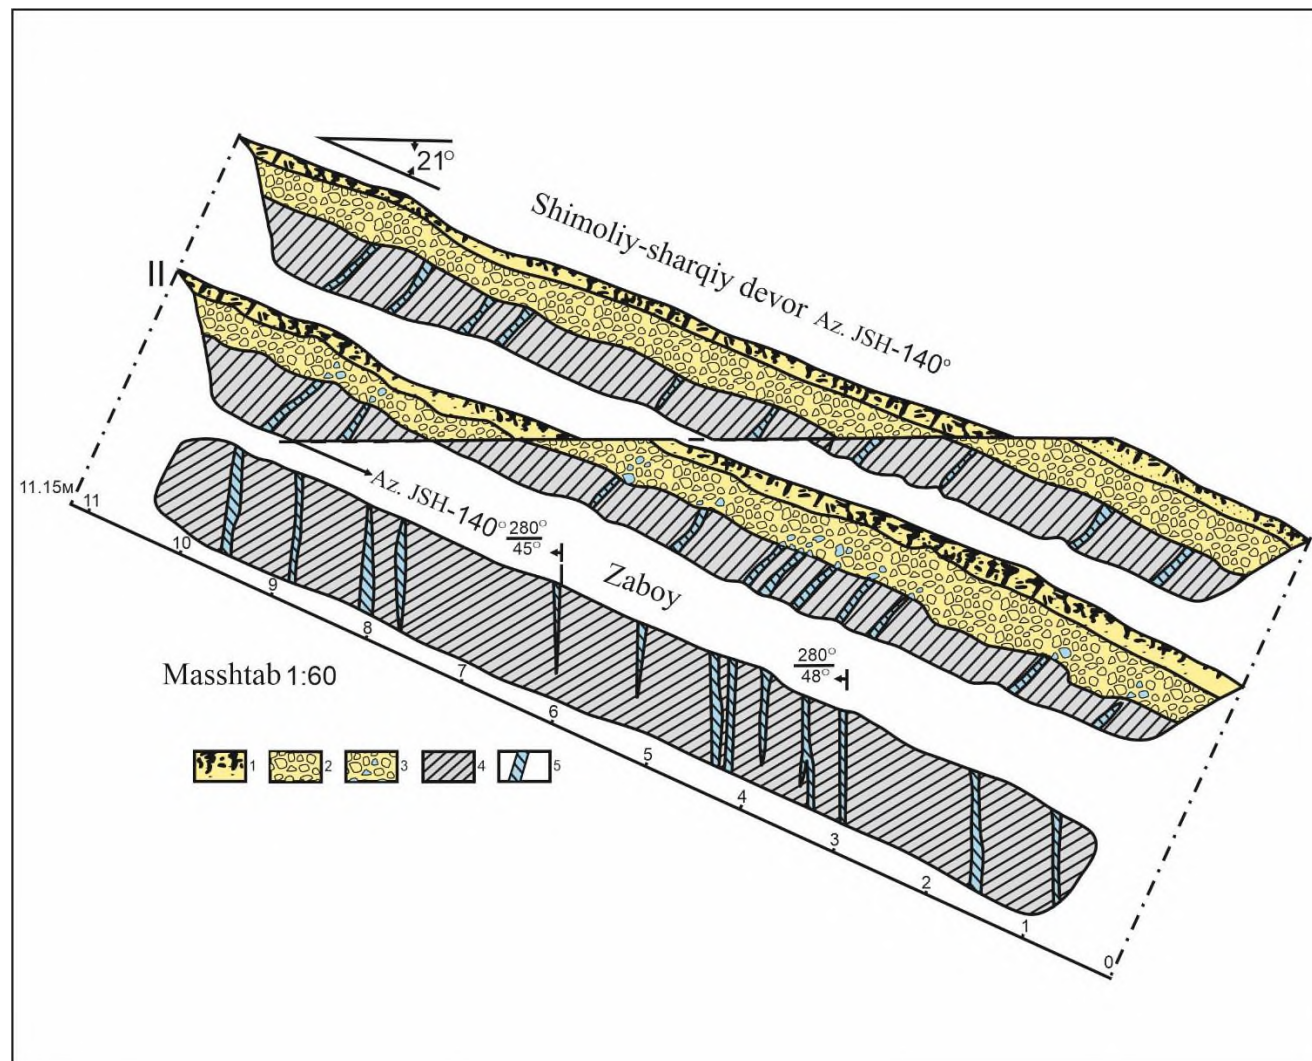 21°
Shimoliy-sharqiy devor Az. JSH-140°
II
Az. JSH-140°
280°
45°
Zaboy
280°
48°
11.15м
11
10
9
8
7
6
5
4
3
2
1
0
Masshtab 1:60
1 2 3 4 5